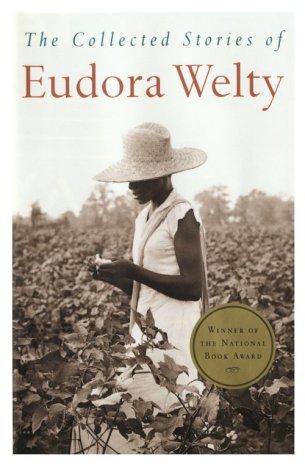 The Collected Stories of
Eudora Welty
WINNER OF
THE NATIONAL
BOOK AWARD